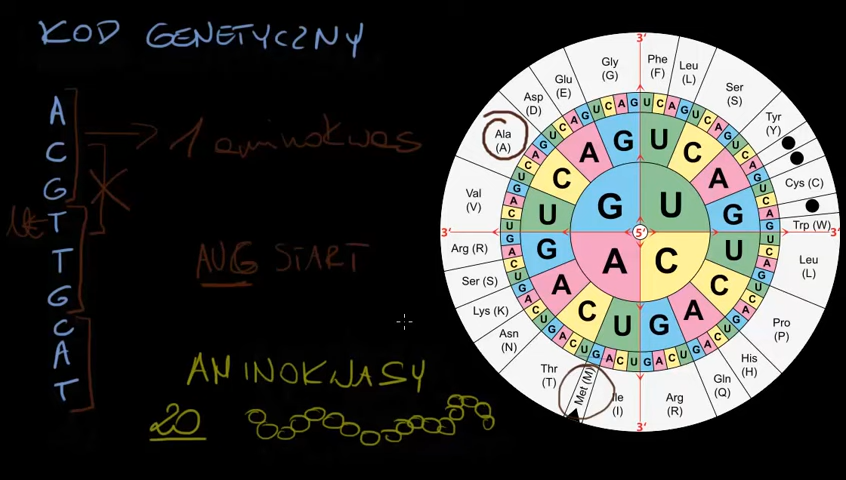 KOD GENETYCZNY
A
C
G
T
T
G
C
A
T
1 aminokwas
AUG START
AMINOKWASY
20
3'
3'
3'
3'
5'
G
U
A
C
U
C
A
G
U
C
A
G
U
C
A
G
U
C
A
G
Phe
(F)
Leu
(L)
Ser
(S)
Tyr
(Y)
Cys (C)
Trp (W)
Leu
(L)
Pro
(P)
His
(H)
Gln
(Q)
Arg
(R)
Ile
(I)
Met (M)
Thr
(T)
Asn
(N)
Lys (K)
Ser (S)
Arg (R)
Val
(V)
Ala
(A)
Asp
(D)
Glu
(E)
Gly
(G)